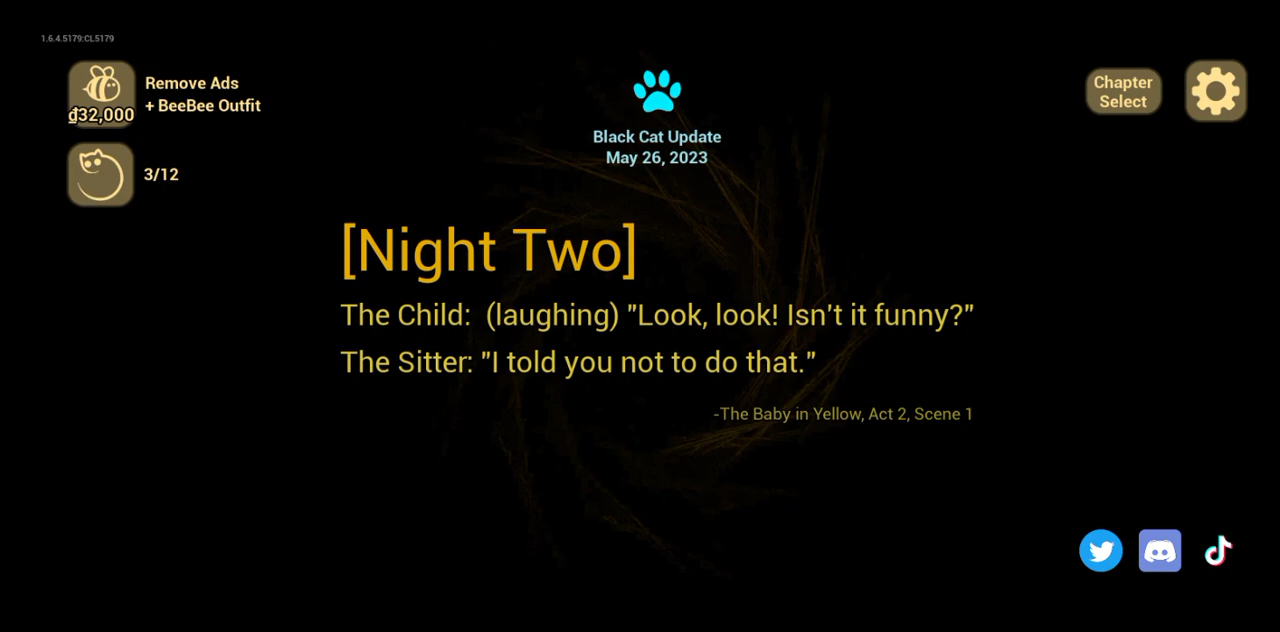 1.6.4.5179:CL5179
Remove Ads
+ BeeBee Outfit
₫32,000
3/12
Black Cat Update
May 26, 2023
Chapter
Select
[Night Two]
The Child:  (laughing) "Look, look! Isn't it funny?"
The Sitter: "I told you not to do that."
-The Baby in Yellow, Act 2, Scene 1